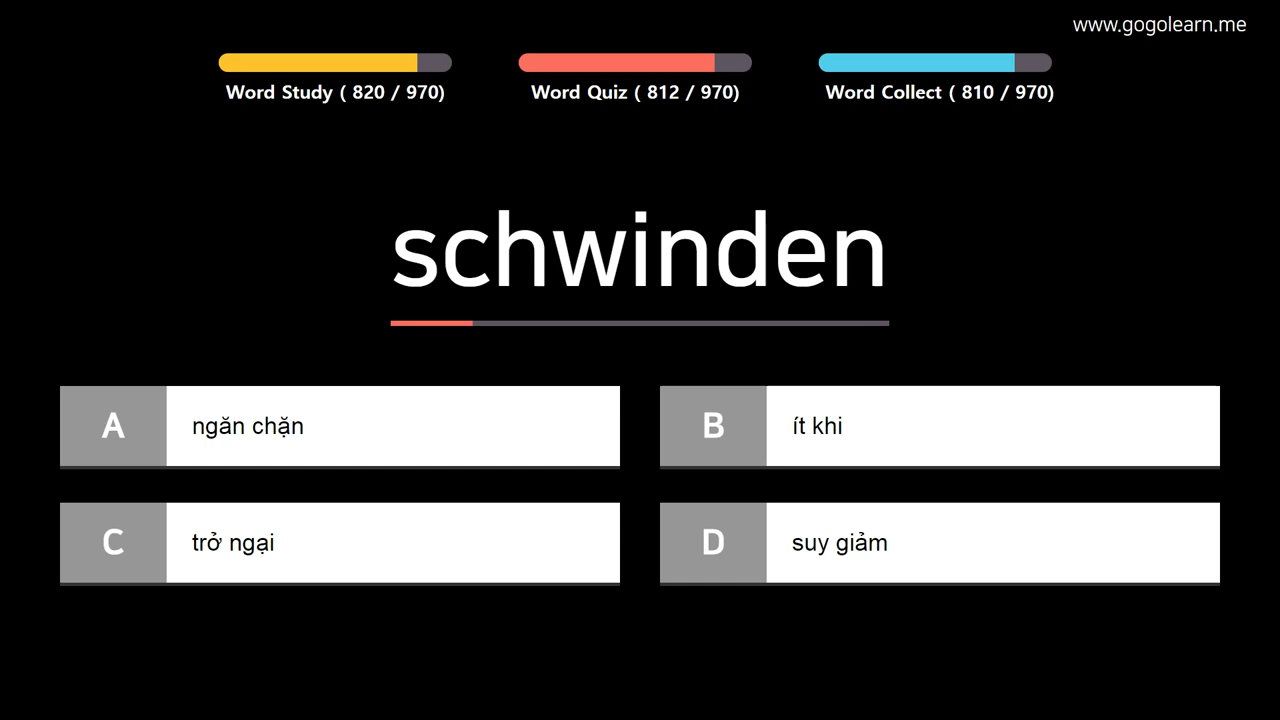 www.gogolearn.me
Word Study ( 820 / 970)
Word Quiz ( 812 / 970)
Word Collect ( 810 / 970)
schwinden
A
ngăn chặn
B
ít khi
C
trở ngại
D
suy giảm